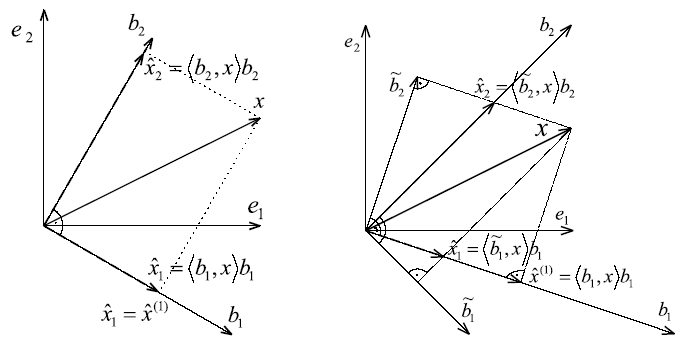 e₂
b₂
x̂₂ = ⟨b₂, x⟩b₂
x
e₁
x̂₁ = ⟨b₁, x⟩b₁
x̂₁ = x̂⁽¹⁾
b₁
e₂
b₂
b̃₂
x̂₂ = ⟨b̃₂, x⟩b₂
x
e₁
x̂₁ = ⟨b̃₁, x⟩b₁
x̂⁽¹⁾ = ⟨b₁, x⟩b₁
b̃₁
b₁